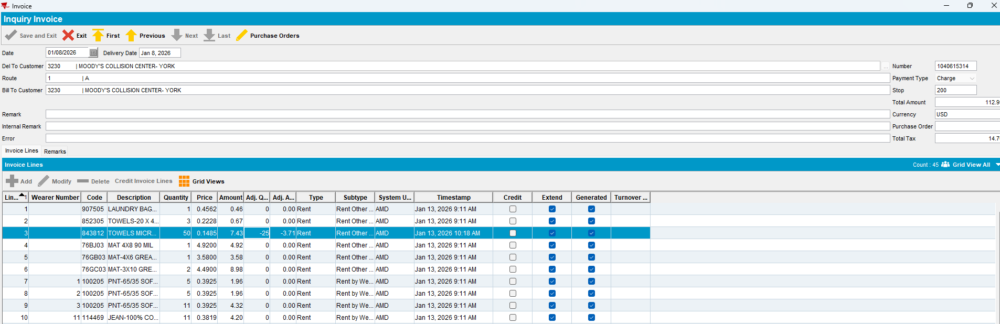 Invoice
Inquiry Invoice
Save and Exit Exit First Previous Next Last Purchase Orders
Date 01/08/2026 16 Delivery Date Jan 8, 2026
Del To Customer 3230 | MOODY'S COLLISION CENTER- YORK ... Number 1040615314
Route 1 | A Payment Type Charge
Bill To Customer 3230 | MOODY'S COLLISION CENTER- YORK Stop 200
Total Amount 112.9
Remark Currency USD
Internal Remark Purchase Order
Error Total Tax 14.7
Invoice Lines Remarks
Invoice Lines Count : 45 Grid View All
Add Modify Delete Credit Invoice Lines Grid Views
Lin... 1 Wearer Number Code Description Quantity Price Amount Adj. Q... Adj. A... Type Subtype System U... Timestamp Credit Extend Generated Turnover ...
1 907505 LAUNDRY BAG... 1 0.4562 0.46 0 0.00 Rent Rent Other ... AMD Jan 13, 2026 9:11 AM
2 852305 TOWELS-20 X 4... 3 0.2228 0.67 0 0.00 Rent Rent Other ... AMD Jan 13, 2026 9:11 AM
3 843812 TOWELS MICR... 50 0.1485 7.43 -25 -3.71 Rent Rent Other ... AMD Jan 13, 2026 10:18 AM
4 76BJ03 MAT 4X8 90 MIL 1 4.9200 4.92 0 0.00 Rent Rent Other ... AMD Jan 13, 2026 9:11 AM
5 76GB03 MAT-4X6 GREA... 1 3.5800 3.58 0 0.00 Rent Rent Other ... AMD Jan 13, 2026 9:11 AM
6 76GC03 MAT-3X10 GRE... 2 4.4900 8.98 0 0.00 Rent Rent Other ... AMD Jan 13, 2026 9:11 AM
7 1 100205 PNT-65/35 SOF... 5 0.3925 1.96 0 0.00 Rent Rent by We... AMD Jan 13, 2026 9:11 AM
8 2 100205 PNT-65/35 SOF... 5 0.3925 1.96 0 0.00 Rent Rent by We... AMD Jan 13, 2026 9:11 AM
9 3 100205 PNT-65/35 SOF... 11 0.3925 4.32 0 0.00 Rent Rent by We... AMD Jan 13, 2026 9:11 AM
10 11 114469 JEAN-100% CO... 11 0.3819 4.20 0 0.00 Rent Rent by We... AMD Jan 13, 2026 9:11 AM